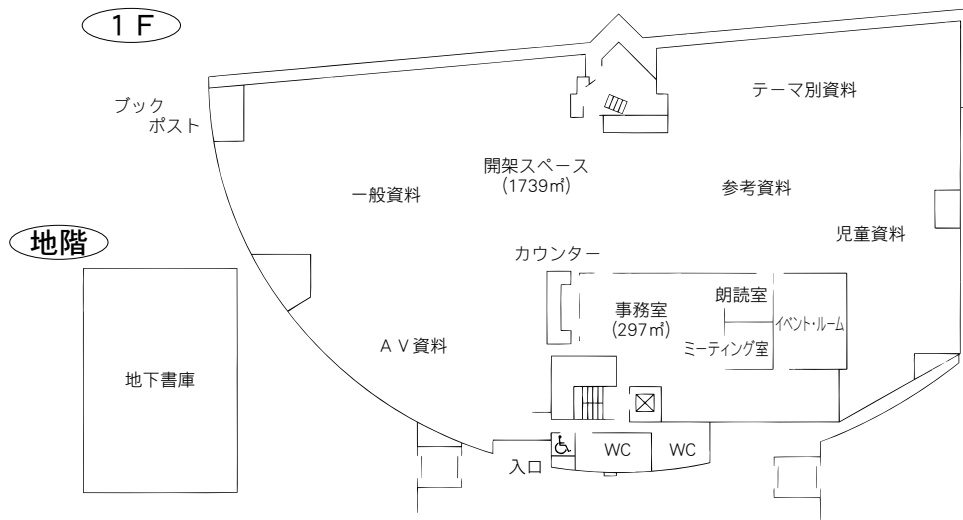 1F
ブック
ポスト
テーマ別資料
開架スペース
(1739㎡)
一般資料
参考資料
児童資料
地階
カウンター
朗読室
事務室
(297㎡)
イベント・ルーム
ミーティング室
AV資料
地下書庫
WC
WC
入口